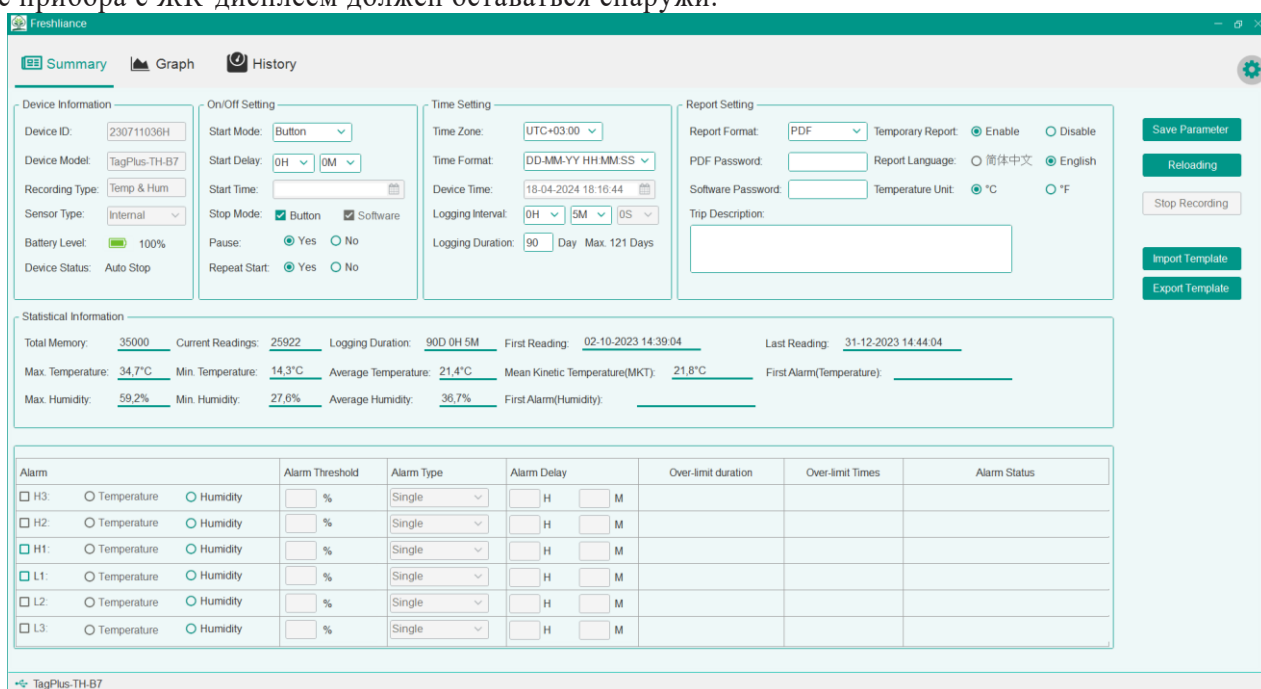 с прибора с ЖК-дисплеем должен оставаться снаружи.
Freshliance
Summary Graph History
Device Information
Device ID: 230711036H
Device Model: TagPlus-TH-B7
Recording Type: Temp & Hum
Sensor Type: Internal
Battery Level: 100%
Device Status: Auto Stop
On/Off Setting
Start Mode: Button
Start Delay: 0H 0M
Start Time:
Stop Mode: Button Software
Pause: Yes No
Repeat Start: Yes No
Time Setting
Time Zone: UTC+03:00
Time Format: DD-MM-YY HH:MM:SS
Device Time: 18-04-2024 18:16:44
Logging Interval: 0H 5M 0S
Logging Duration: 90 Day Max. 121 Days
Report Setting
Report Format: PDF Temporary Report: Enable Disable
PDF Password: Report Language: 简体中文 English
Software Password: Temperature Unit: °C °F
Trip Description:
Save Parameter
Reloading
Stop Recording
Import Template
Export Template
Statistical Information
Total Memory: 35000 Current Readings: 25922 Logging Duration: 90D 0H 5M First Reading: 02-10-2023 14:39:04 Last Reading: 31-12-2023 14:44:04
Max. Temperature: 34,7°C Min. Temperature: 14,3°C Average Temperature: 21,4°C Mean Kinetic Temperature(MKT): 21,8°C First Alarm(Temperature):
Max. Humidity: 59,2% Min. Humidity: 27,6% Average Humidity: 36,7% First Alarm(Humidity):
Alarm Alarm Threshold Alarm Type Alarm Delay Over-limit duration Over-limit Times Alarm Status
H3: Temperature Humidity % Single H M
H2: Temperature Humidity % Single H M
H1: Temperature Humidity % Single H M
L1: Temperature Humidity % Single H M
L2: Temperature Humidity % Single H M
L3: Temperature Humidity % Single H M
TagPlus-TH-B7